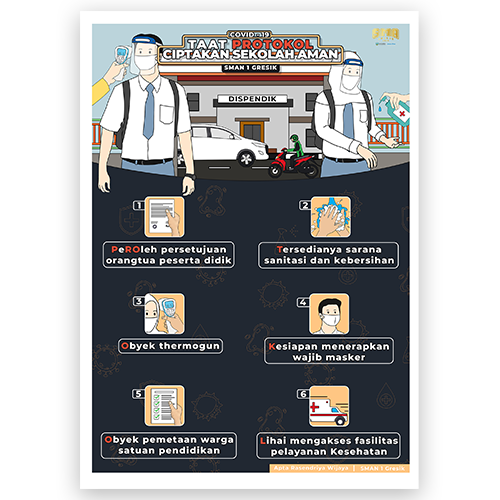 COVID-19
TAAT PROTOKOL
"CIPTAKAN SEKOLAH AMAN"
SMAN 1 GRESIK
DISPENDIK
1
PeROleh persetujuan
orangtua peserta didik
2
Tersedianya sarana
sanitasi dan kebersihan
3
Obyek thermogun
4
Kesiapan menerapkan
wajib masker
5
Obyek pemetaan warga
satuan pendidikan
6
Lihai mengakses fasilitas
pelayanan Kesehatan
Apta Rasendriya Wijaya | SMAN 1 Gresik